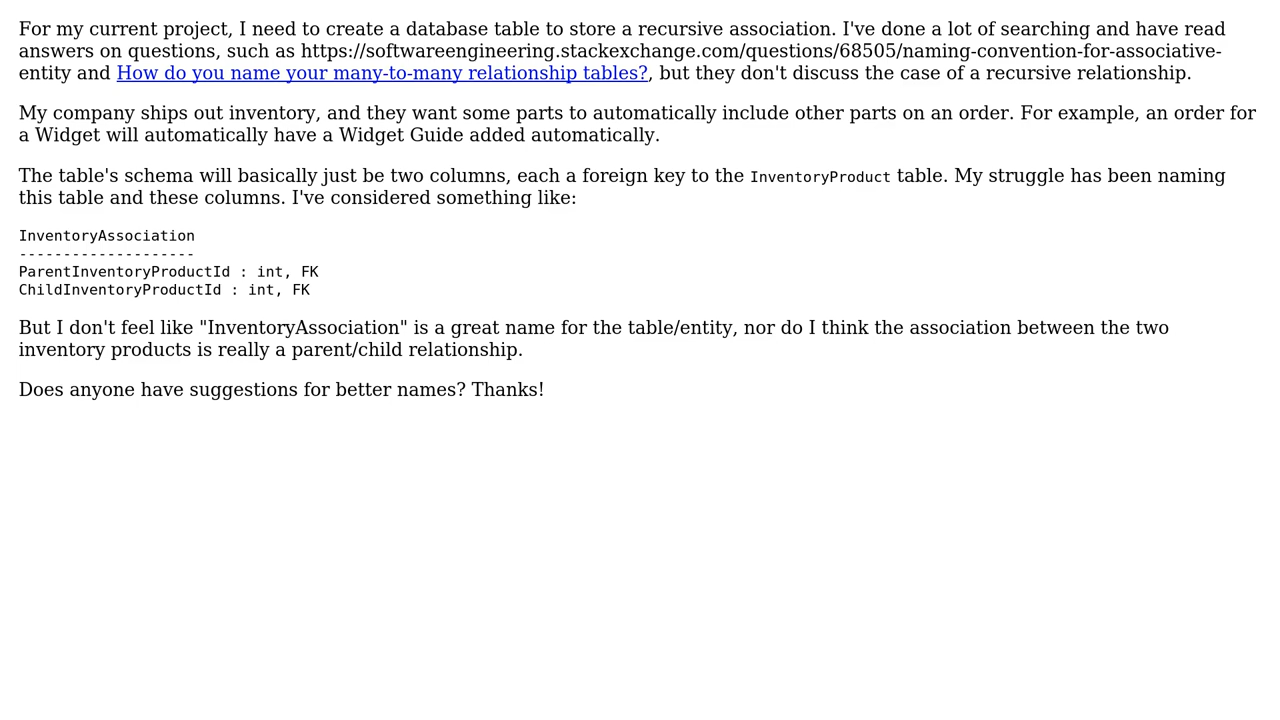 For my current project, I need to create a database table to store a recursive association. I've done a lot of searching and have read
answers on questions, such as https://softwareengineering.stackexchange.com/questions/68505/naming-convention-for-associative-
entity and How do you name your many-to-many relationship tables?, but they don't discuss the case of a recursive relationship.
My company ships out inventory, and they want some parts to automatically include other parts on an order. For example, an order for
a Widget will automatically have a Widget Guide added automatically.
The table's schema will basically just be two columns, each a foreign key to the InventoryProduct table. My struggle has been naming
this table and these columns. I've considered something like:
InventoryAssociation
--------------------
ParentInventoryProductId : int, FK
ChildInventoryProductId : int, FK
But I don't feel like "InventoryAssociation" is a great name for the table/entity, nor do I think the association between the two
inventory products is really a parent/child relationship.
Does anyone have suggestions for better names? Thanks!